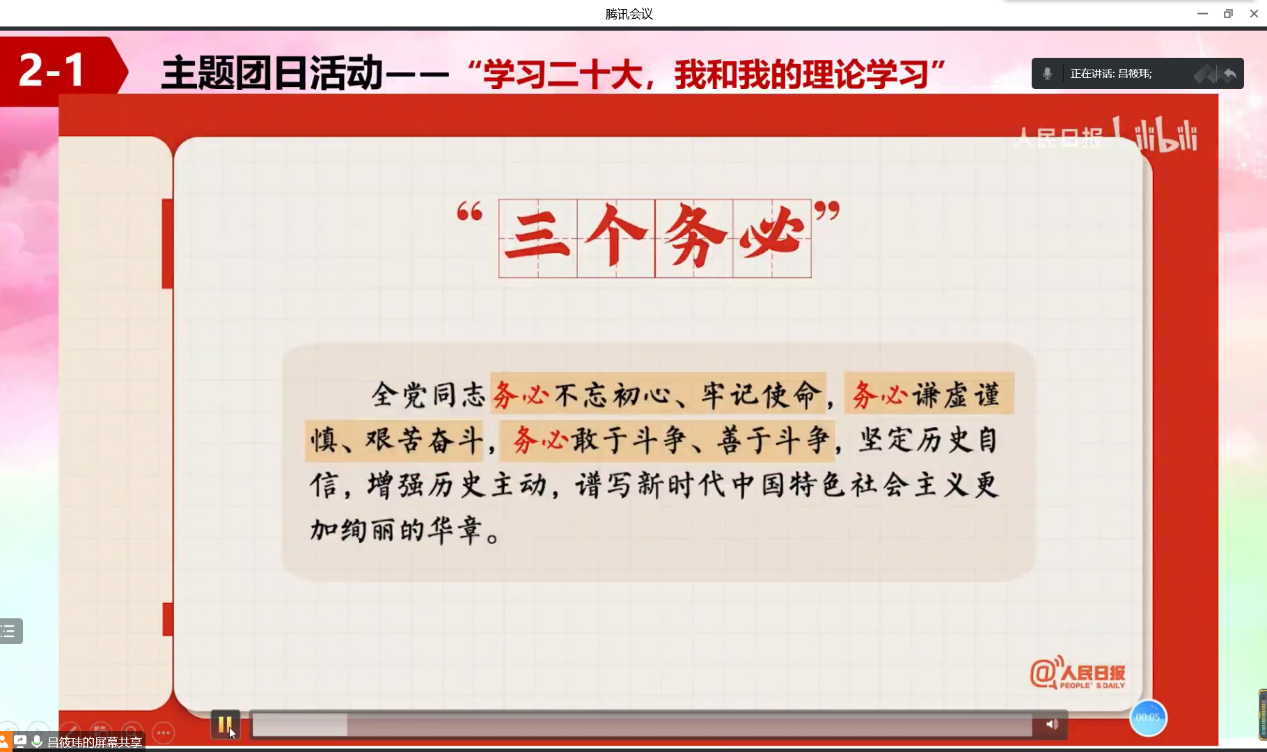 腾讯会议
2-1
主题团日活动——“学习二十大，我和我的理论学习”
正在讲话: 吕筱玮;
人民日报 bilibili
“三个务必”
全党同志务必不忘初心、牢记使命，务必谦虚谨
慎、艰苦奋斗，务必敢于斗争、善于斗争，坚定历史自
信，增强历史主动，谱写新时代中国特色社会主义更
加绚丽的华章。
@人民日报
PEOPLE'S DAILY
00:05
吕筱玮的屏幕共享